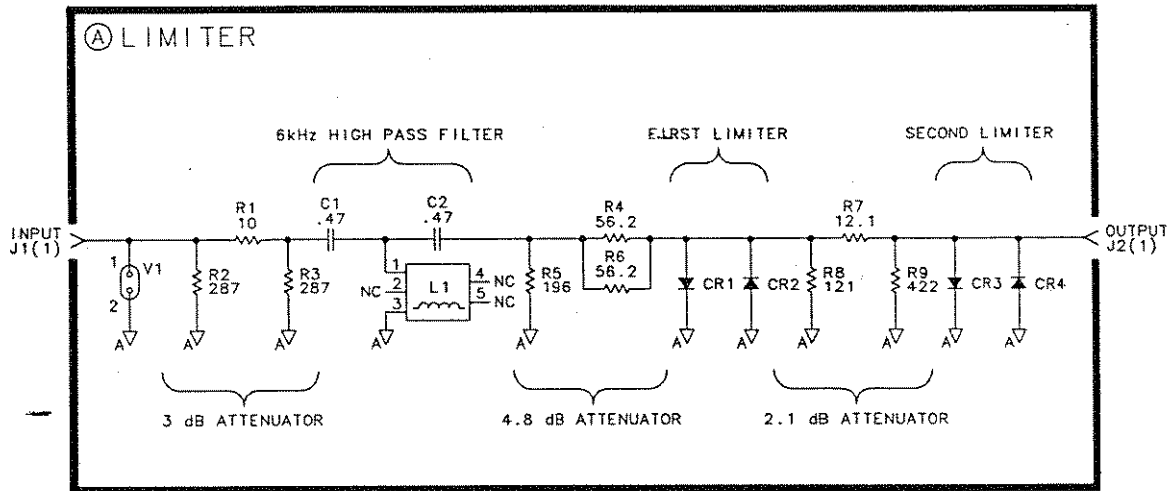 A LIMITER
6kHz HIGH PASS FILTER
E.LRST LIMITER
SECOND LIMITER
INPUT
J1(1)
R1
10
C1
.47
C2
.47
R4
56.2
R6
56.2
R7
12.1
OUTPUT
J2(1)
1
V1
2
R2
287
R3
287
1
NC 2
3
L1
4 NC
5 NC
R5
196
CR1
CR2
R8
121
R9
422
CR3
CR4
A
A
A
A
A
A
A
A
A
A
A
3 dB ATTENUATOR
4.8 dB ATTENUATOR
2.1 dB ATTENUATOR